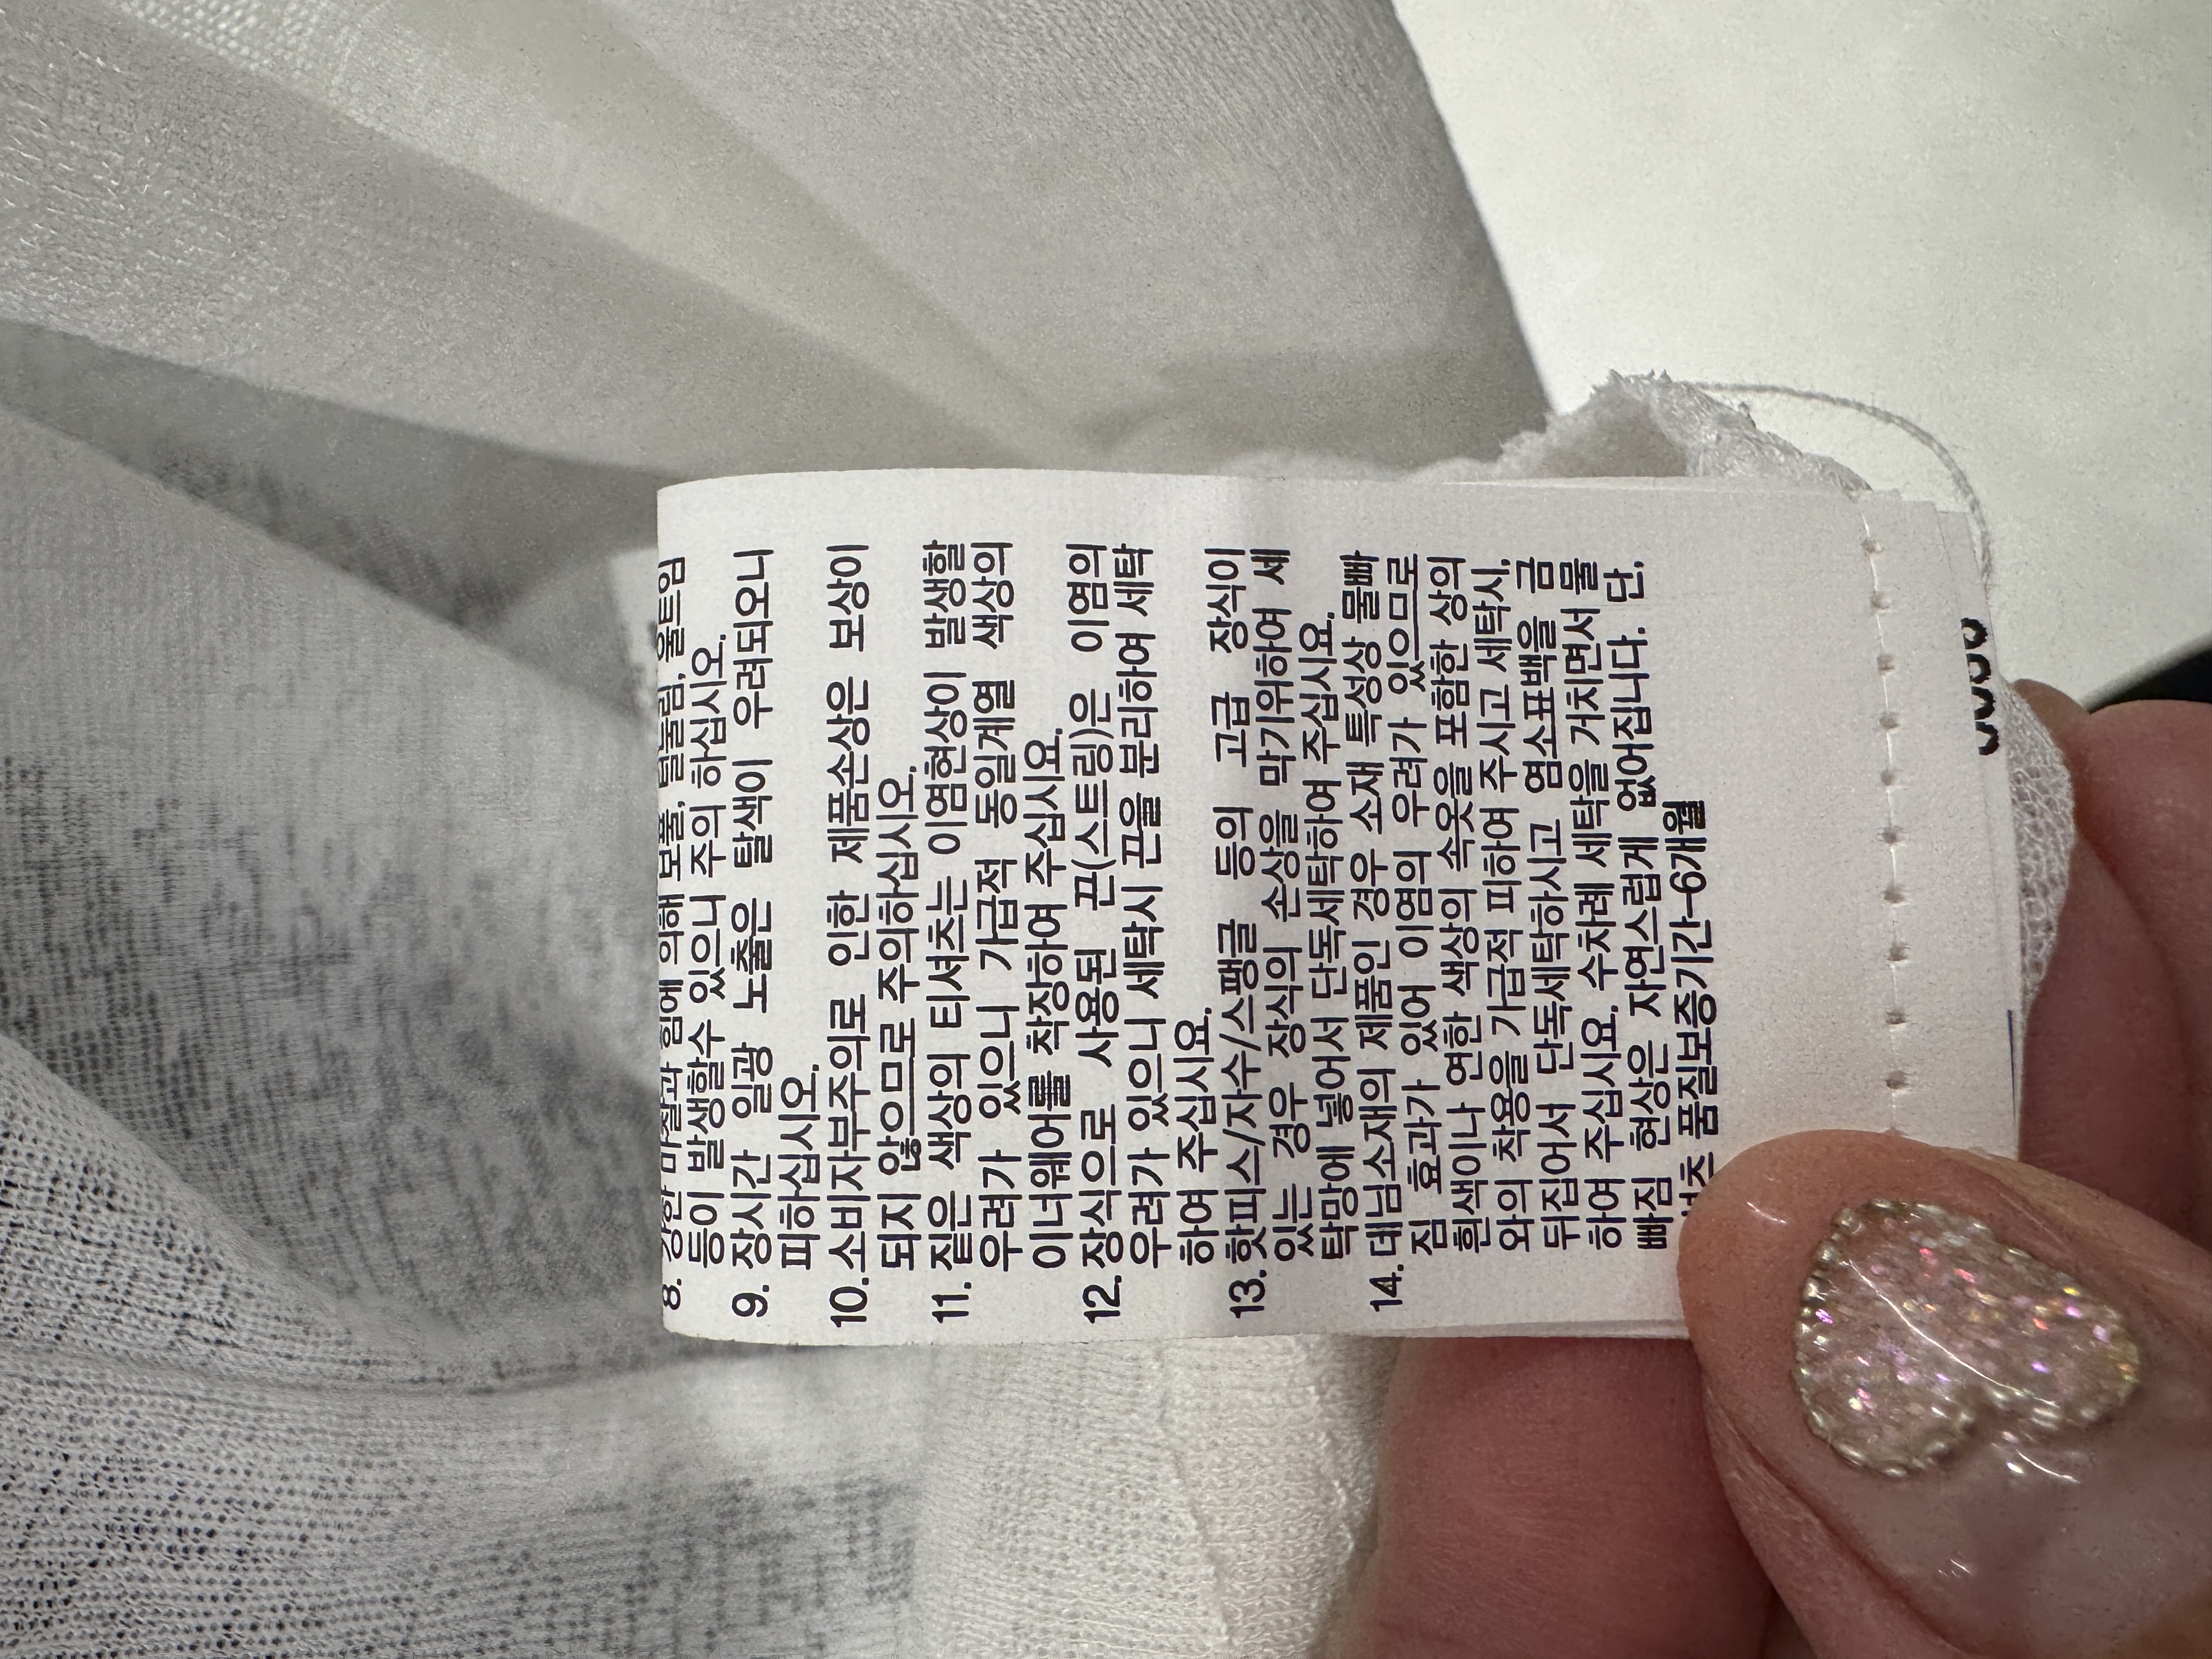 8. 강한 마찰과 힘에 의해 보풀, 털눌림, 올트임
등이 발생할수 있으니 주의 하십시오.
9. 장시간 일광 노출은 탈색이 우려되오니
피하십시오.
10. 소비자부주의로 인한 제품손상은 보상이
되지 않으므로 주의하십시오.
11. 짙은 색상의 티셔츠는 이염현상이 발생할
우려가 있으니 가급적 동일계열 색상의
이너웨어를 착장하여 주십시요.
12. 장식으로 사용된 끈(스트링)은 이염의
우려가 있으니 세탁시 끈을 분리하여 세탁
하여 주십시요.
13. 핫피스/자수/스팽글 등의 고급 장식이
있는 경우 장식의 손상을 막기위하여 세
탁망에 넣어서 단독세탁하여 주십시요.
14. 데님소재의 제품인 경우 소재 특성상 물빠
짐 효과가 있어 이염의 우려가 있으므로
흰색이나 연한 색상의 속옷을 포함한 상의
와의 착용을 가급적 피하여 주시고 세탁시,
뒤집어서 단독세탁하시고 염소표백을 금
하여 주십시요. 수차례 세탁을 거치면서 물
빠짐 현상은 자연스럽게 없어집니다. 단,
품질보증기간-6개월